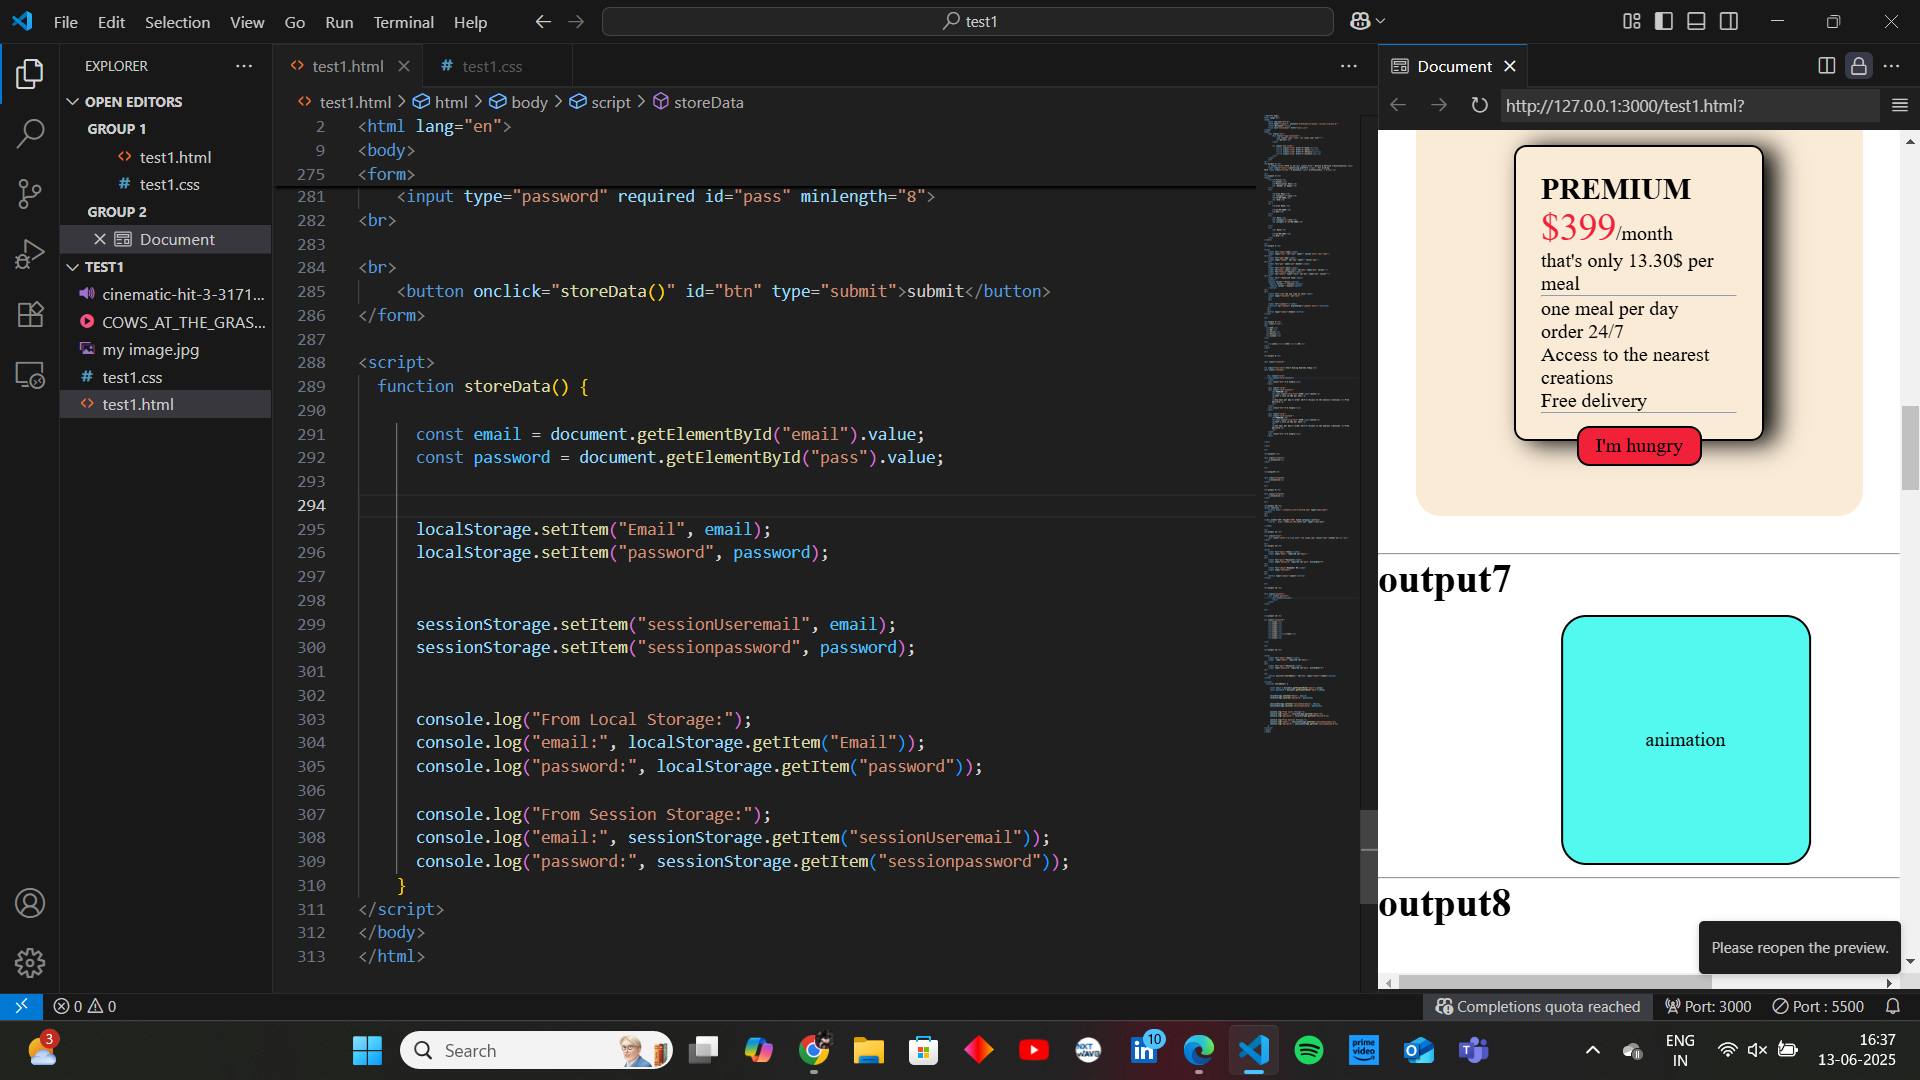 File Edit Selection View Go Run Terminal Help
test1
EXPLORER
OPEN EDITORS
GROUP 1
test1.html
# test1.css
GROUP 2
Document
TEST1
cinematic-hit-3-3171...
COWS_AT_THE_GRAS...
my image.jpg
# test1.css
test1.html
test1.html
# test1.css
test1.html > html > body > script > storeData
2 <html lang="en">
9 <body>
275 <form>
281 <input type="password" required id="pass" minlength="8">
282 <br>
283
284 <br>
285 <button onclick="storeData()" id="btn" type="submit">submit</button>
286 </form>
287
288 <script>
289 function storeData() {
290
291 const email = document.getElementById("email").value;
292 const password = document.getElementById("pass").value;
293
294
295 localStorage.setItem("Email", email);
296 localStorage.setItem("password", password);
297
298
299 sessionStorage.setItem("sessionUseremail", email);
300 sessionStorage.setItem("sessionpassword", password);
301
302
303 console.log("From Local Storage:");
304 console.log("email:", localStorage.getItem("Email"));
305 console.log("password:", localStorage.getItem("password"));
306
307 console.log("From Session Storage:");
308 console.log("email:", sessionStorage.getItem("sessionUseremail"));
309 console.log("password:", sessionStorage.getItem("sessionpassword"));
310 }
311 </script>
312 </body>
313 </html>
Document
http://127.0.0.1:3000/test1.html?
PREMIUM
$399/month
that's only 13.30$ per
meal
one meal per day
order 24/7
Access to the nearest
creations
Free delivery
I'm hungry
output7
animation
output8
Please reopen the preview.
0 0
Completions quota reached
Port: 3000
Port : 5500
3
Search
NXT WAVE
10
prime video
ENG
IN
16:37
13-06-2025